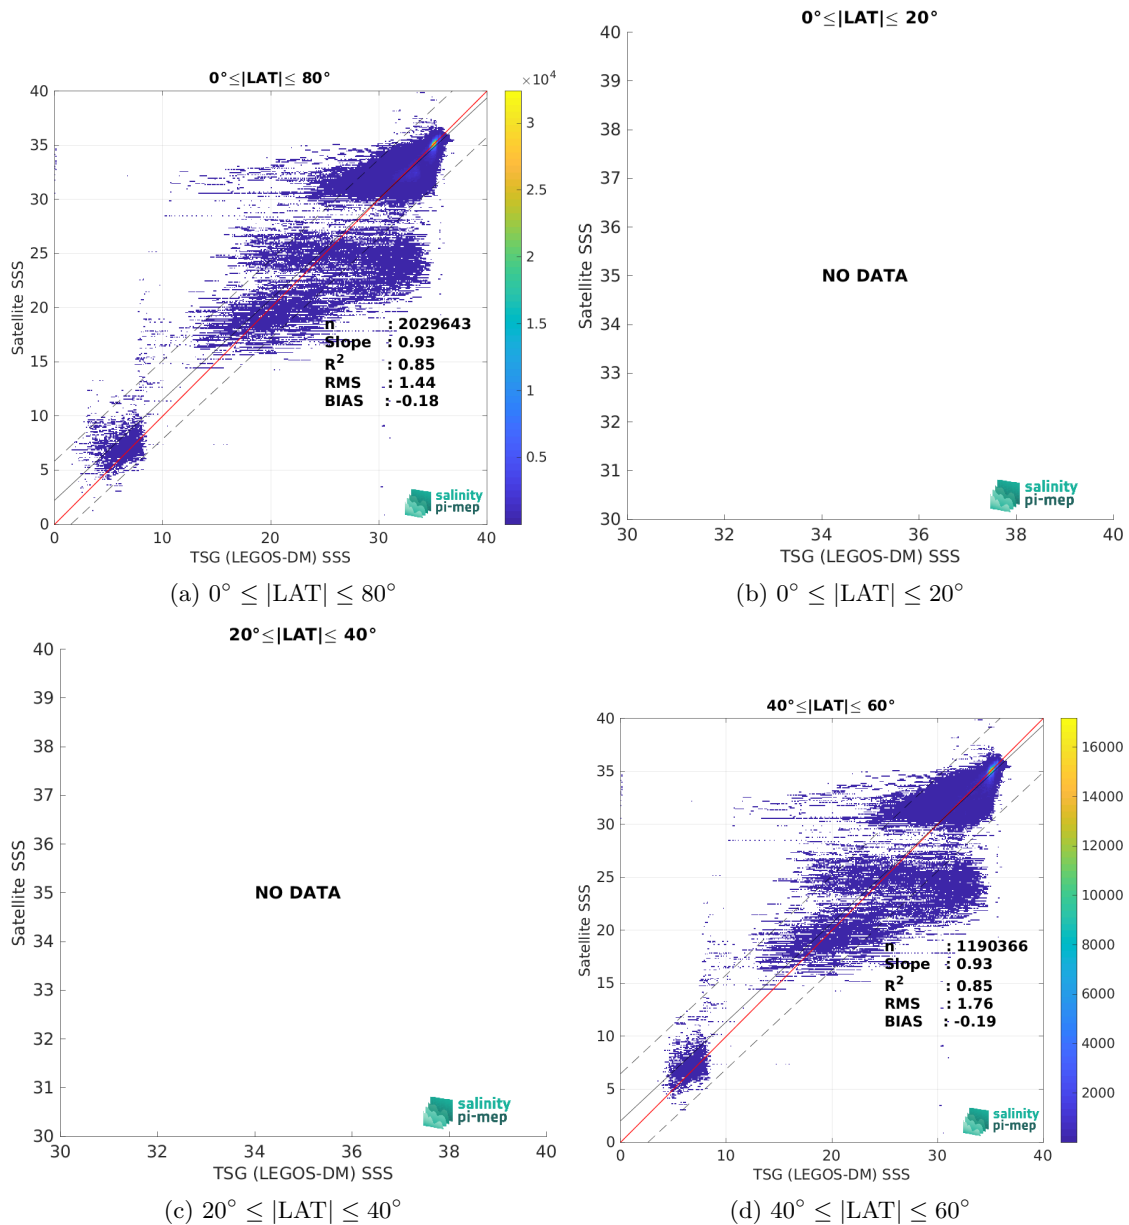 0°≤|LAT|≤ 80°
×10⁴
40
35
30
25
20
15
10
5
0
Satellite SSS
n : 2029643
Slope : 0.93
R² : 0.85
RMS : 1.44
BIAS : -0.18
salinity
pi-mep
0 10 20 30 40
TSG (LEGOS-DM) SSS
3
2.5
2
1.5
1
0.5
(a) 0° ≤ |LAT| ≤ 80°
0°≤|LAT|≤ 20°
40
39
38
37
36
35
34
33
32
31
30
Satellite SSS
NO DATA
salinity
pi-mep
30 32 34 36 38 40
TSG (LEGOS-DM) SSS
(b) 0° ≤ |LAT| ≤ 20°
20°≤|LAT|≤ 40°
40
39
38
37
36
35
34
33
32
31
30
Satellite SSS
NO DATA
salinity
pi-mep
30 32 34 36 38 40
TSG (LEGOS-DM) SSS
(c) 20° ≤ |LAT| ≤ 40°
40°≤|LAT|≤ 60°
40
35
30
25
20
15
10
5
0
Satellite SSS
n : 1190366
Slope : 0.93
R² : 0.85
RMS : 1.76
BIAS : -0.19
salinity
pi-mep
0 10 20 30 40
TSG (LEGOS-DM) SSS
16000
14000
12000
10000
8000
6000
4000
2000
(d) 40° ≤ |LAT| ≤ 60°